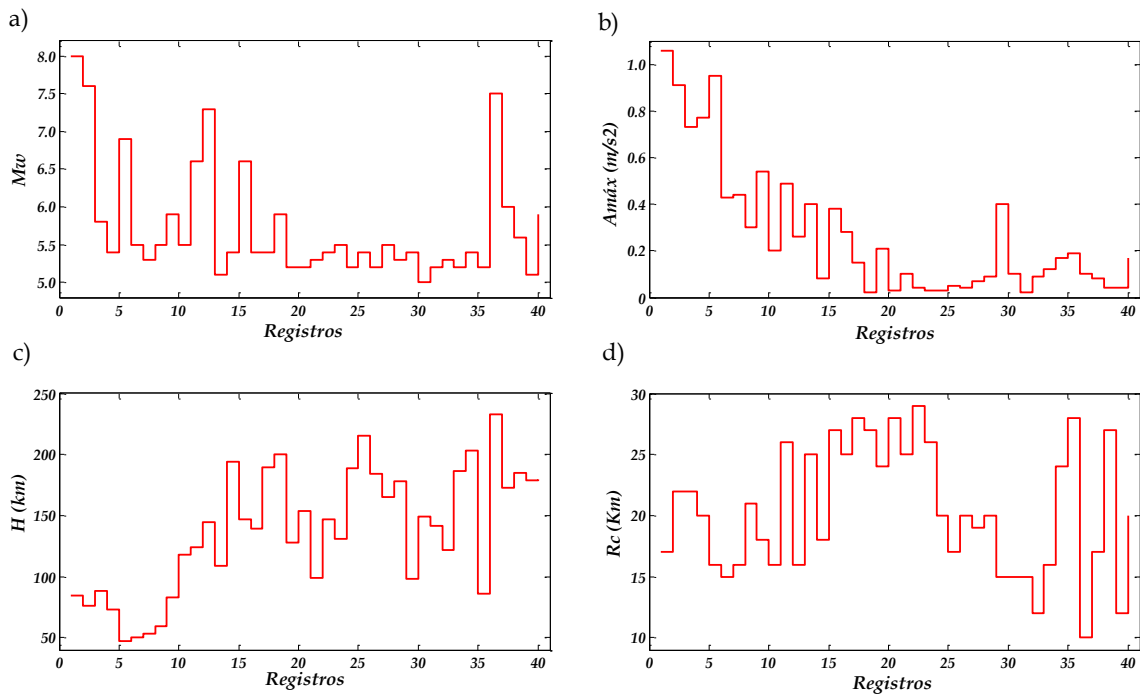 a)
8.0
7.5
7.0
6.5
6.0
5.5
5.0
Mw
0 5 10 15 20 25 30 35 40
Registros
b)
1.0
0.8
0.6
0.4
0.2
0
Amáx (m/s2)
0 5 10 15 20 25 30 35 40
Registros
c)
250
200
150
100
50
H (km)
0 5 10 15 20 25 30 35 40
Registros
d)
30
25
20
15
10
Rc (Km)
0 5 10 15 20 25 30 35 40
Registros